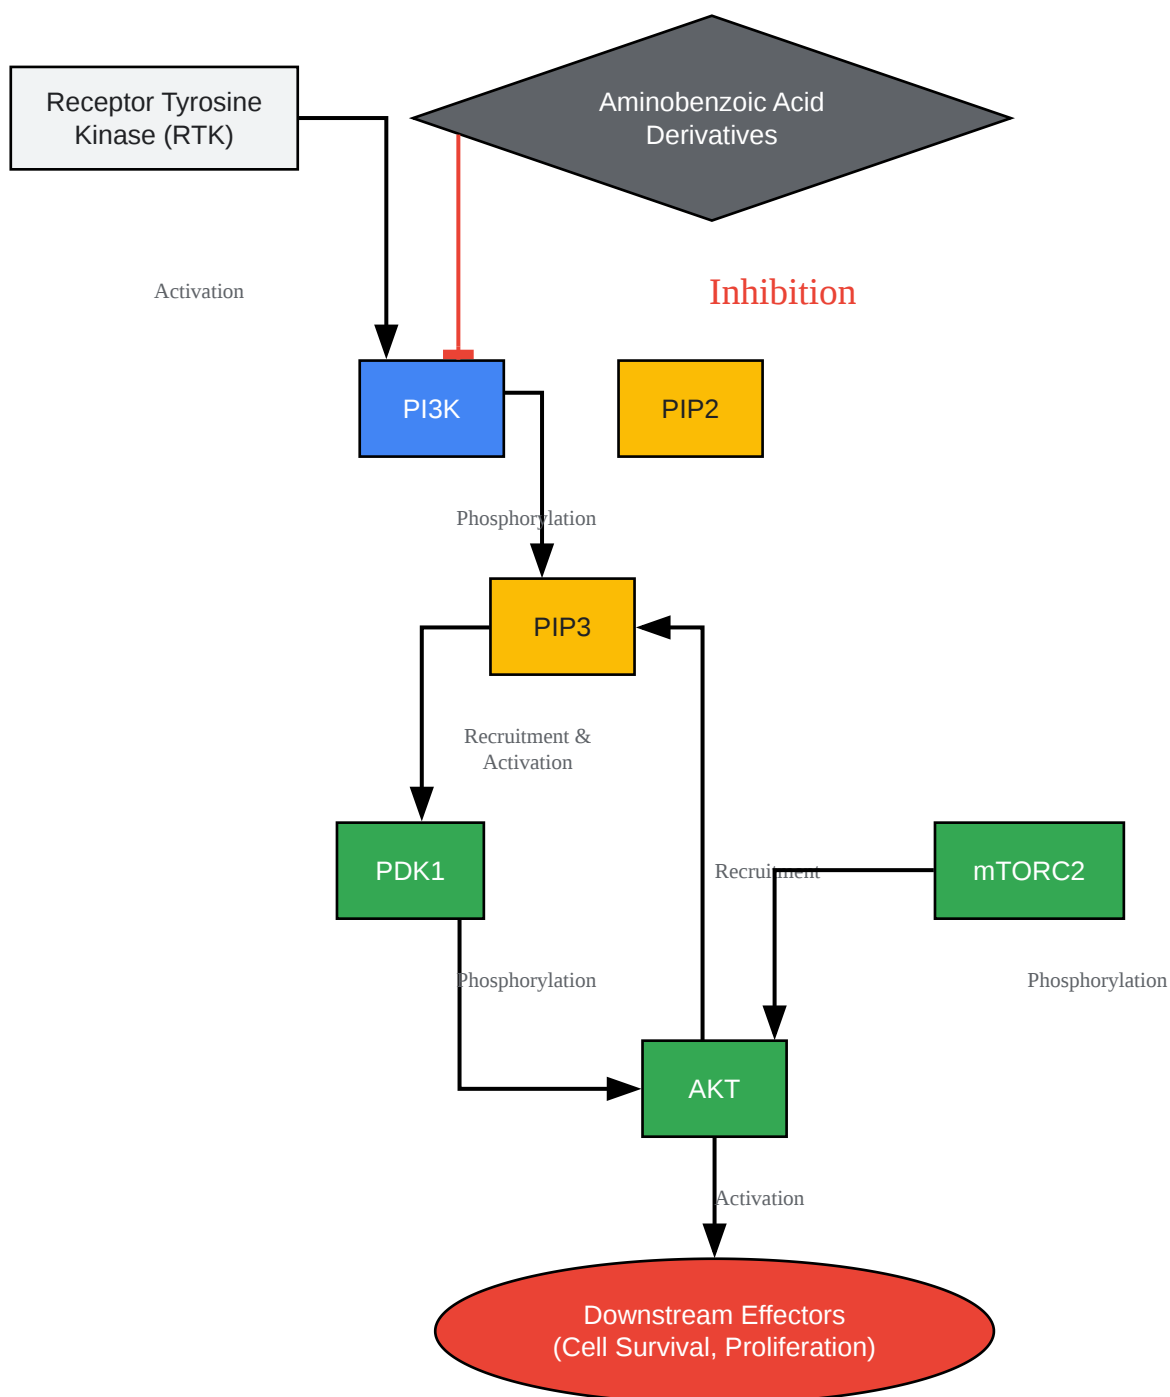 Receptor Tyrosine
Kinase (RTK)
Aminobenzoic Acid
Derivatives
Activation
Inhibition
PI3K
PIP2
Phosphorylation
PIP3
Recruitment &
Activation
PDK1
Recruitment
mTORC2
Phosphorylation
Phosphorylation
AKT
Activation
Downstream Effectors
(Cell Survival, Proliferation)